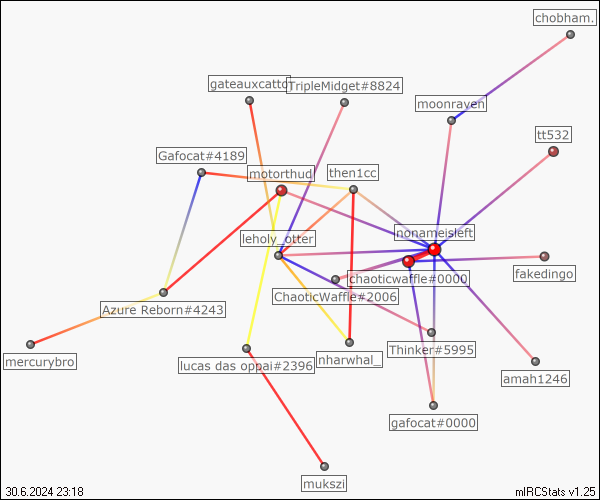 chobham.
gateauxcatto
TripleMidget#8824
moonrayen
tt532
Gafocat#4189
motorthud
then1cc
nonameisleft
leholy_otter
chaoticwaffle#0000
fakedingo
ChaoticWaffle#2006
Azure Reborn#4243
Thinker#5995
mercurybro
lucas das oppai#2396
nharwhal_
amah1246
gafocat#0000
mukszi
30.6.2024 23:18
mIRCStats v1.25